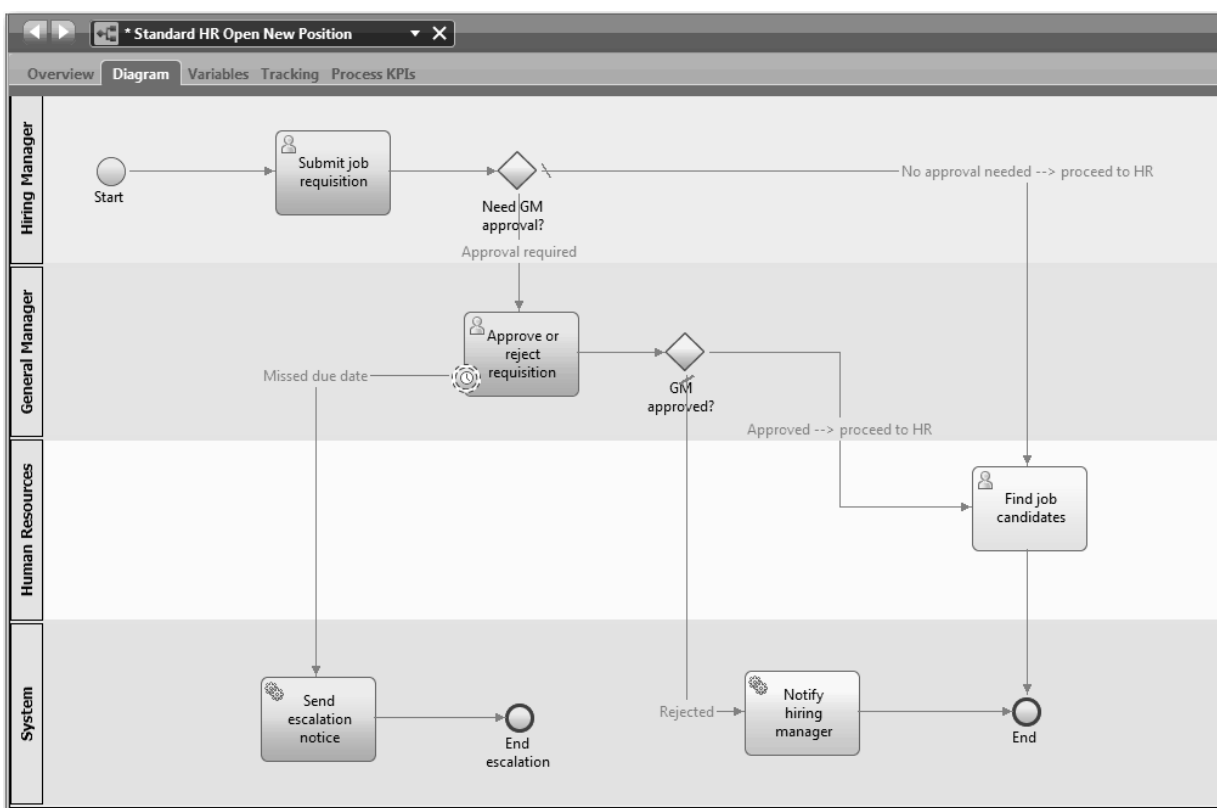 * Standard HR Open New Position
Overview Diagram Variables Tracking Process KPIs
Hiring Manager
Start
Submit job
requisition
Need GM
approval?
No approval needed --> proceed to HR
Approval required
General Manager
Approve or
reject
requisition
Missed due date
GM
approved?
Approved --> proceed to HR
Human Resources
Find job
candidates
System
Send
escalation
notice
End
escalation
Rejected
Notify
hiring
manager
End